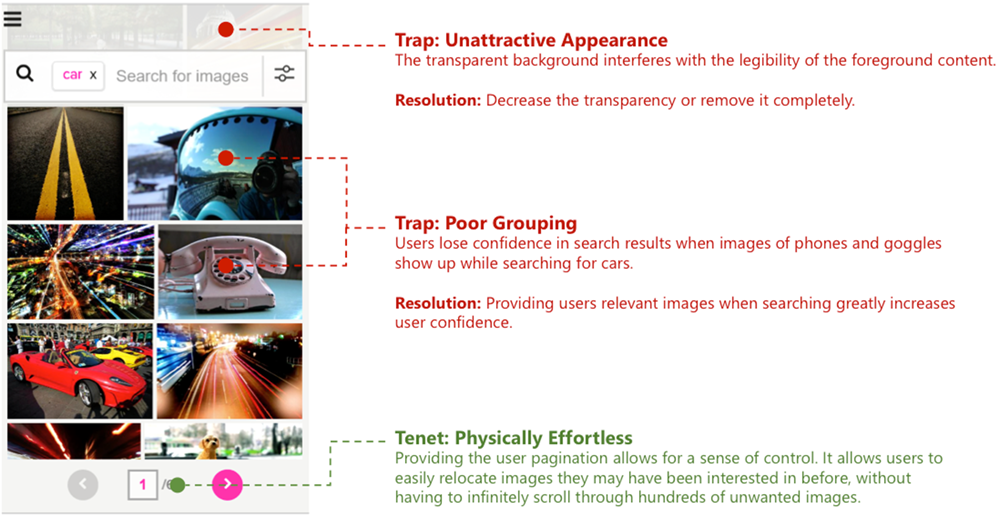 Trap: Unattractive Appearance
The transparent background interferes with the legibility of the foreground content.
Resolution: Decrease the transparency or remove it completely.
car x Search for images
Trap: Poor Grouping
Users lose confidence in search results when images of phones and goggles
show up while searching for cars.
Resolution: Providing users relevant images when searching greatly increases
user confidence.
Tenet: Physically Effortless
Providing the user pagination allows for a sense of control. It allows users to
easily relocate images they may have been interested in before, without
having to infinitely scroll through hundreds of unwanted images.
1 /